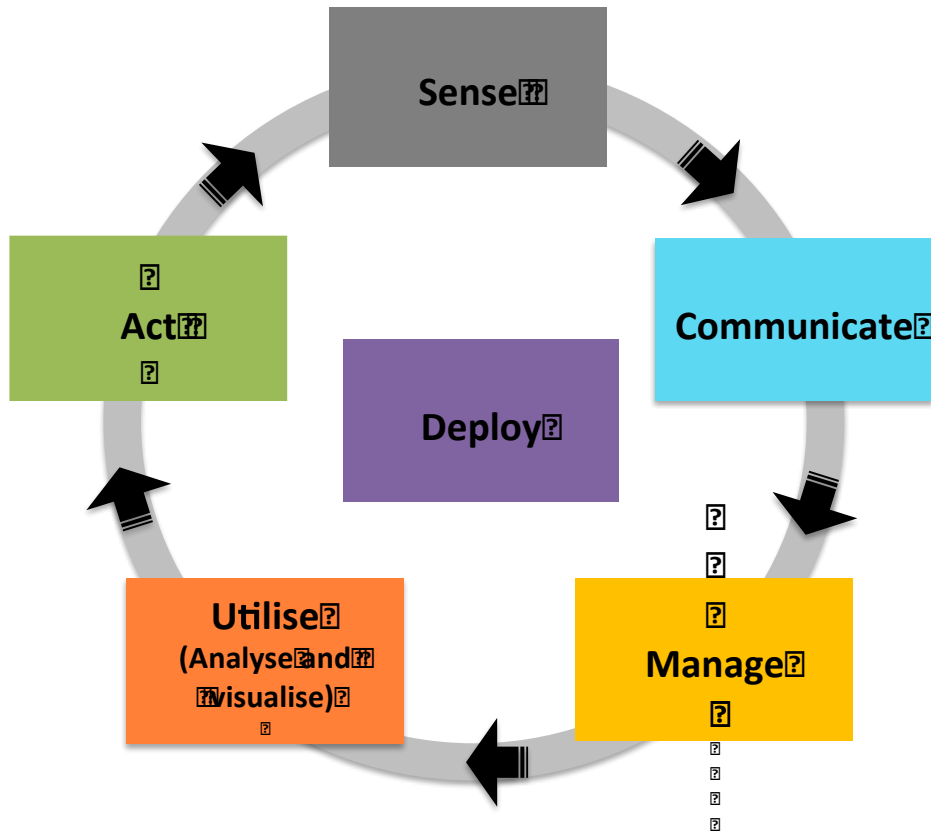 Sense
Communicate
Act
Deploy
Utilise
(Analyse and
visualise)
Manage